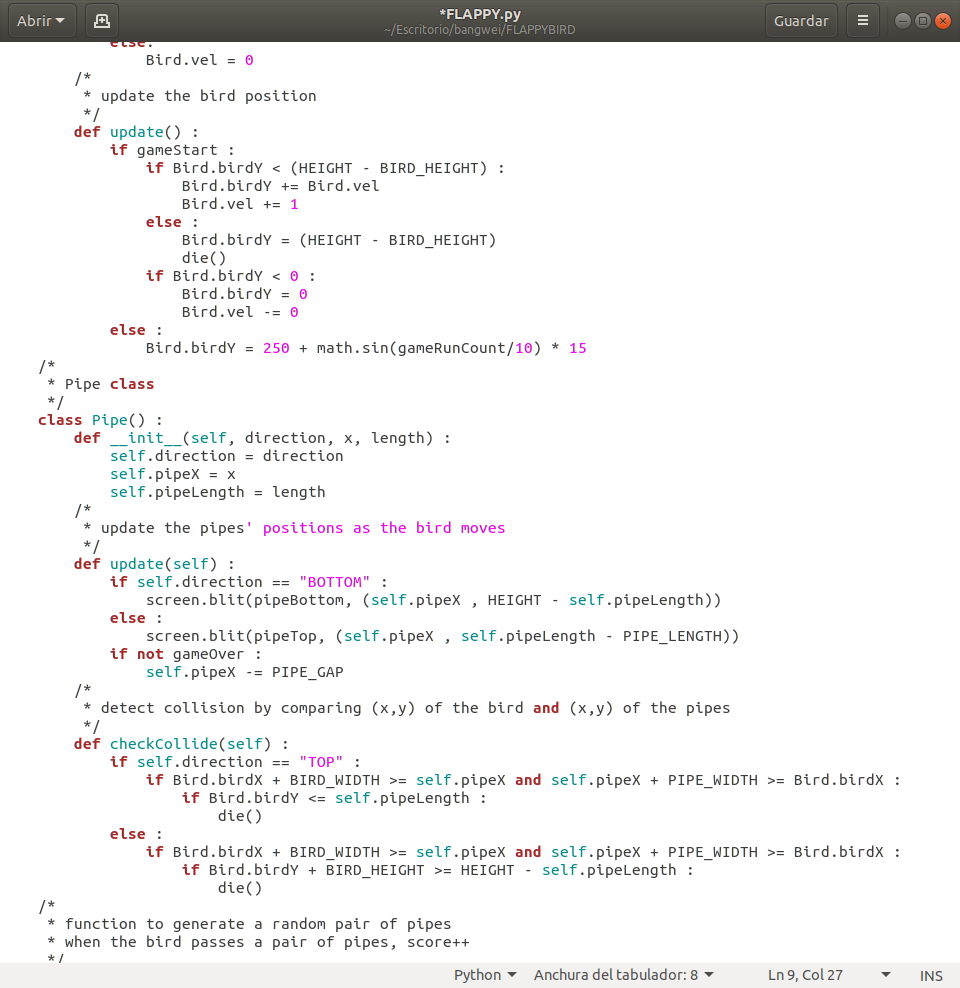 Abrir
*FLAPPY.py
~/Escritorio/bangwei/FLAPPYBIRD
Guardar
else:
Bird.vel = 0
/*
* update the bird position
*/
def update() :
if gameStart :
if Bird.birdY < (HEIGHT - BIRD_HEIGHT) :
Bird.birdY += Bird.vel
Bird.vel += 1
else :
Bird.birdY = (HEIGHT - BIRD_HEIGHT)
die()
if Bird.birdY < 0 :
Bird.birdY = 0
Bird.vel -= 0
else :
Bird.birdY = 250 + math.sin(gameRunCount/10) * 15
/*
* Pipe class
*/
class Pipe() :
def __init__(self, direction, x, length) :
self.direction = direction
self.pipeX = x
self.pipeLength = length
/*
* update the pipes' positions as the bird moves
*/
def update(self) :
if self.direction == "BOTTOM" :
screen.blit(pipeBottom, (self.pipeX , HEIGHT - self.pipeLength))
else :
screen.blit(pipeTop, (self.pipeX , self.pipeLength - PIPE_LENGTH))
if not gameOver :
self.pipeX -= PIPE_GAP
/*
* detect collision by comparing (x,y) of the bird and (x,y) of the pipes
*/
def checkCollide(self) :
if self.direction == "TOP" :
if Bird.birdX + BIRD_WIDTH >= self.pipeX and self.pipeX + PIPE_WIDTH >= Bird.birdX :
if Bird.birdY <= self.pipeLength :
die()
else :
if Bird.birdX + BIRD_WIDTH >= self.pipeX and self.pipeX + PIPE_WIDTH >= Bird.birdX :
if Bird.birdY + BIRD_HEIGHT >= HEIGHT - self.pipeLength :
die()
/*
* function to generate a random pair of pipes
* when the bird passes a pair of pipes, score++
*/
Python Anchura del tabulador: 8 Ln 9, Col 27 INS